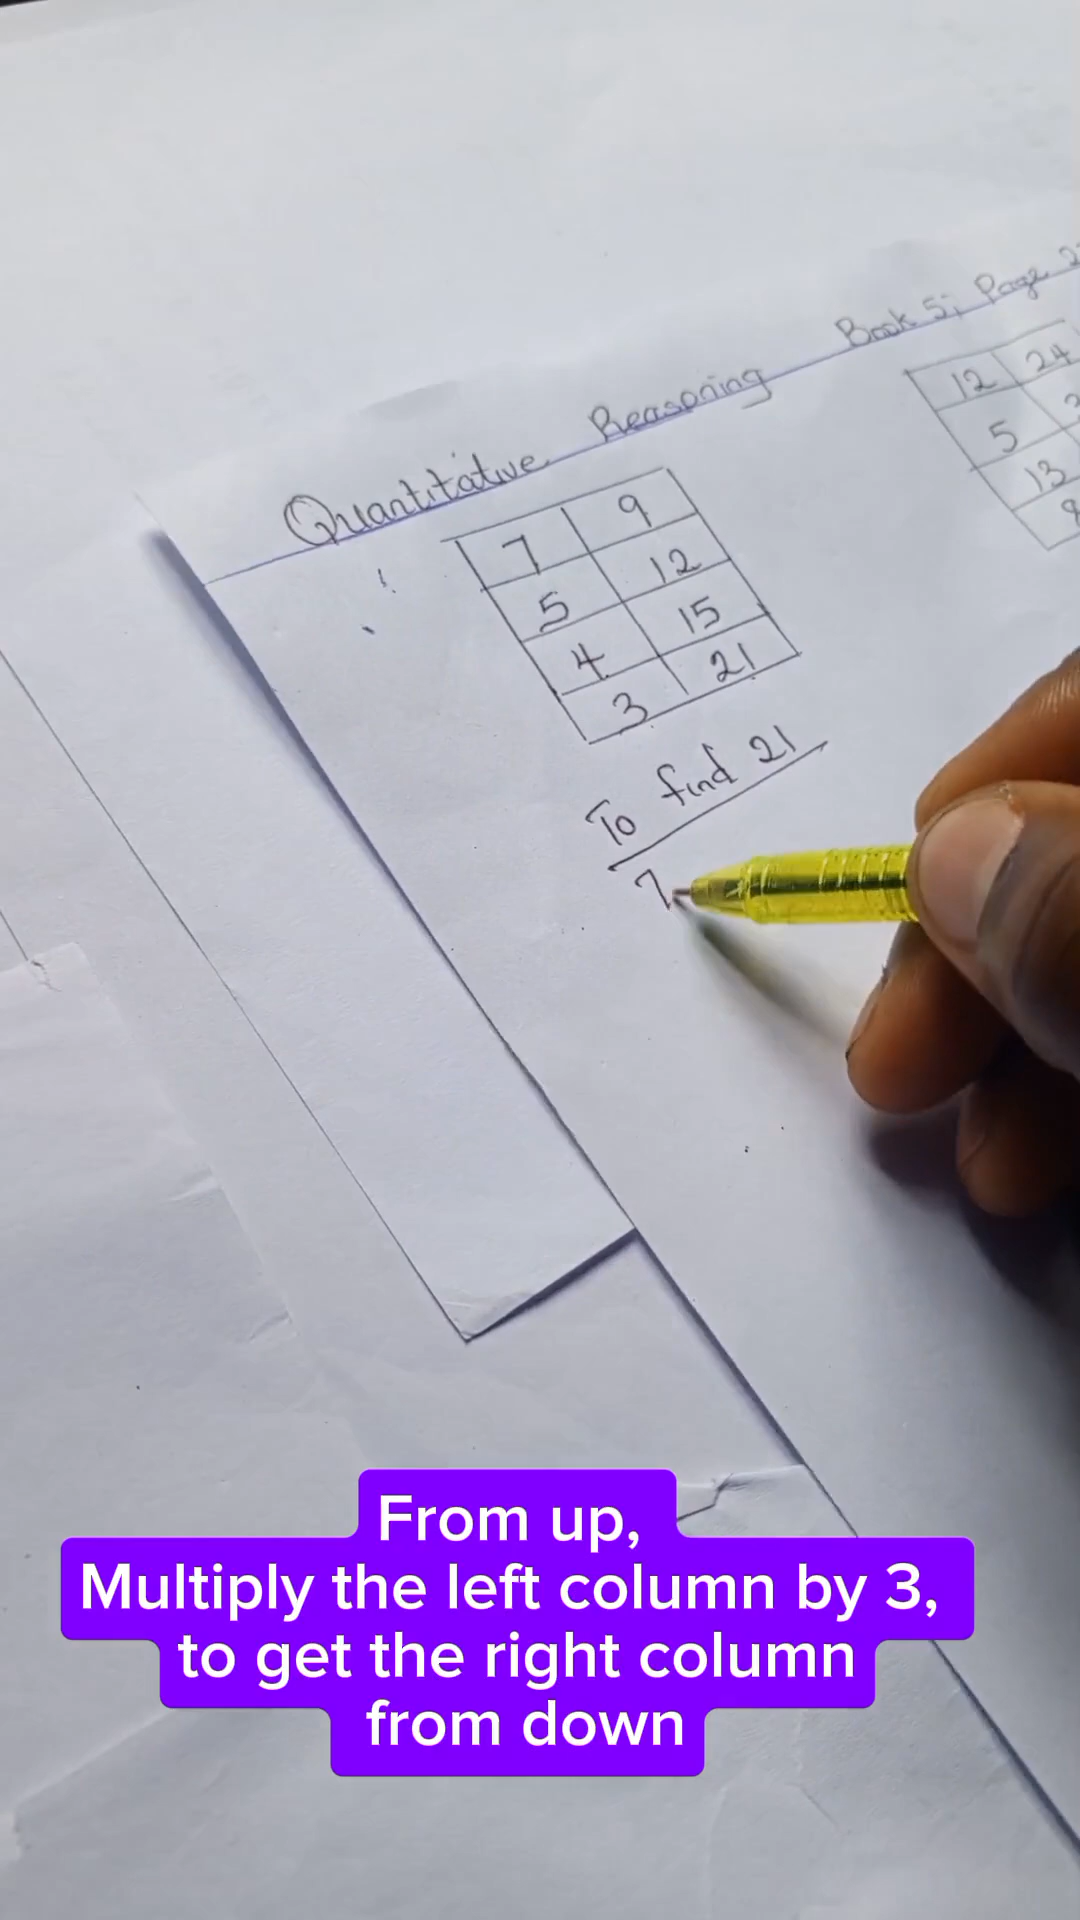 Quantitative Reasoning Book 5; Page
7 9
5 12
4 15
3 21
12 24
5
13
To find 21
7
From up,
Multiply the left column by 3,
to get the right column
from down